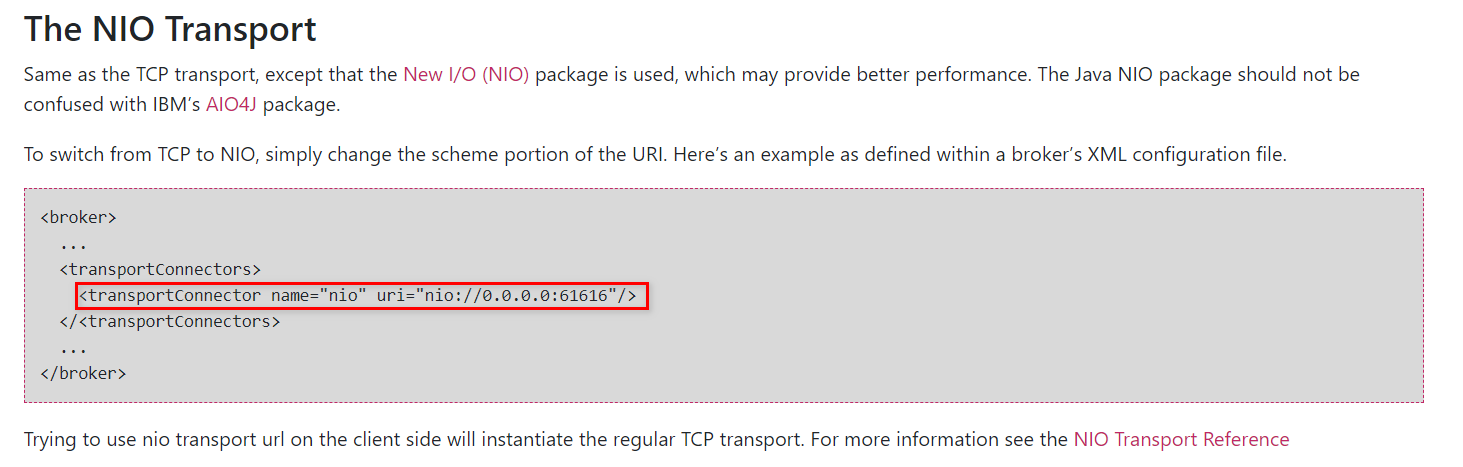 The NIO Transport
Same as the TCP transport, except that the New I/O (NIO) package is used, which may provide better performance. The Java NIO package should not be
confused with IBM’s AIO4J package.
To switch from TCP to NIO, simply change the scheme portion of the URI. Here’s an example as defined within a broker’s XML configuration file.
<broker>
...
<transportConnectors>
<transportConnector name="nio" uri="nio://0.0.0.0:61616"/>
</<transportConnectors>
...
</broker>
Trying to use nio transport url on the client side will instantiate the regular TCP transport. For more information see the NIO Transport Reference